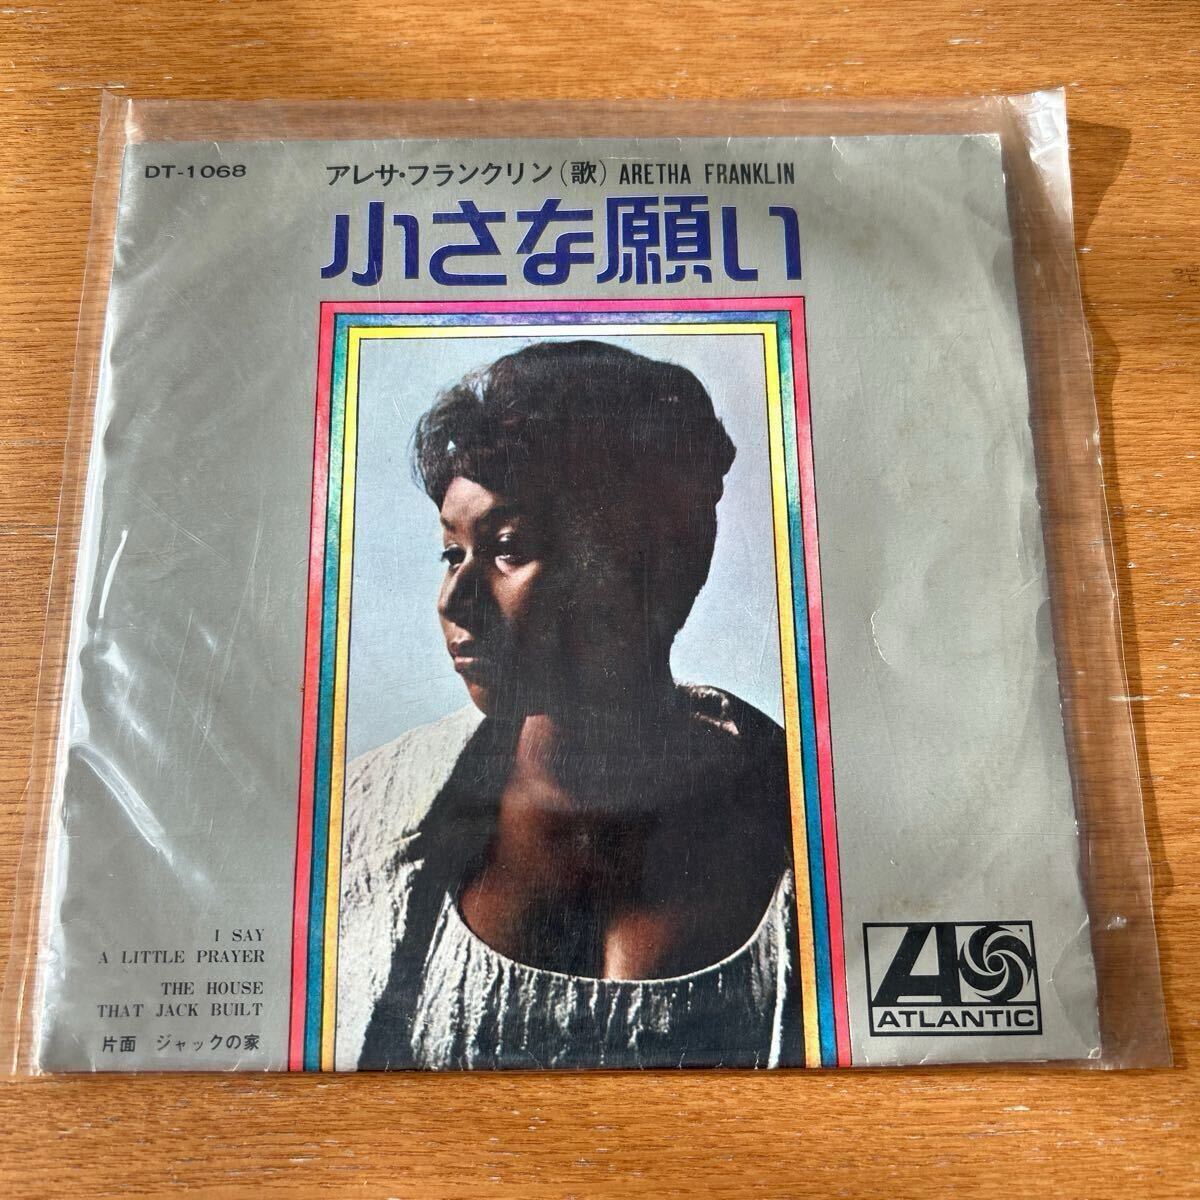 DT-1068
アレサ・フランクリン(歌) ARETHA FRANKLIN
小さな願い
I SAY
A LITTLE PRAYER
THE HOUSE
THAT JACK BUILT
片面 ジャックの家
ATLANTIC